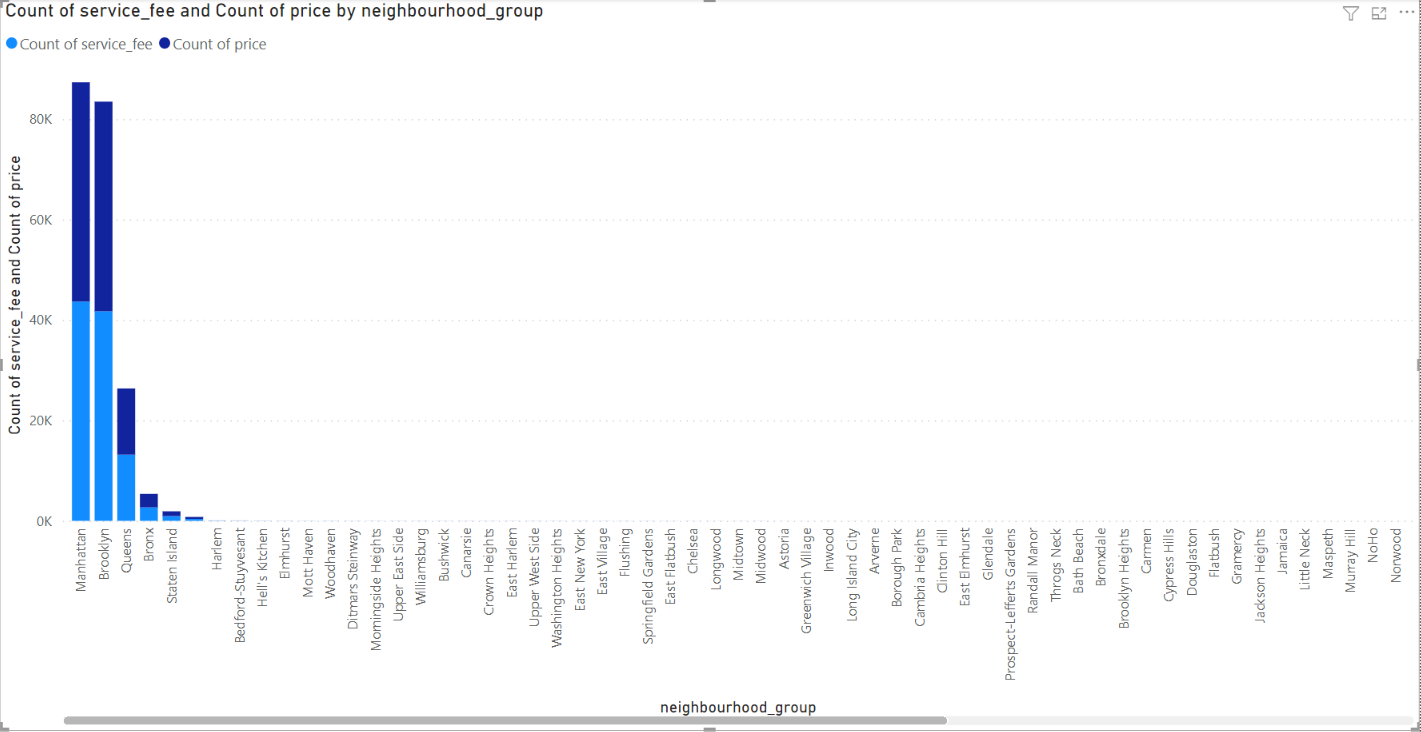 Count of service_fee and Count of price by neighbourhood_group
Count of service_fee
Count of price
Count of service_fee and Count of price
80K
60K
40K
20K
0K
Manhattan
Brooklyn
Queens
Bronx
Staten Island
Harlem
Bedford-Stuyvesant
Hell's Kitchen
Elmhurst
Mott Haven
Woodhaven
Ditmars Steinway
Morningside Heights
Upper East Side
Williamsburg
Bushwick
Canarsie
Crown Heights
East Harlem
Upper West Side
Washington Heights
East New York
East Village
Flushing
Springfield Gardens
East Flatbush
Chelsea
Longwood
Midtown
Midwood
Astoria
Greenwich Village
Inwood
Long Island City
Arverne
Borough Park
Cambria Heights
Clinton Hill
East Elmhurst
Glendale
Prospect-Lefferts Gardens
Randall Manor
Throgs Neck
Bath Beach
Bronxdale
Brooklyn Heights
Carmen
Cypress Hills
Douglaston
Flatbush
Gramercy
Jackson Heights
Jamaica
Little Neck
Maspeth
Murray Hill
NoHo
Norwood
neighbourhood_group